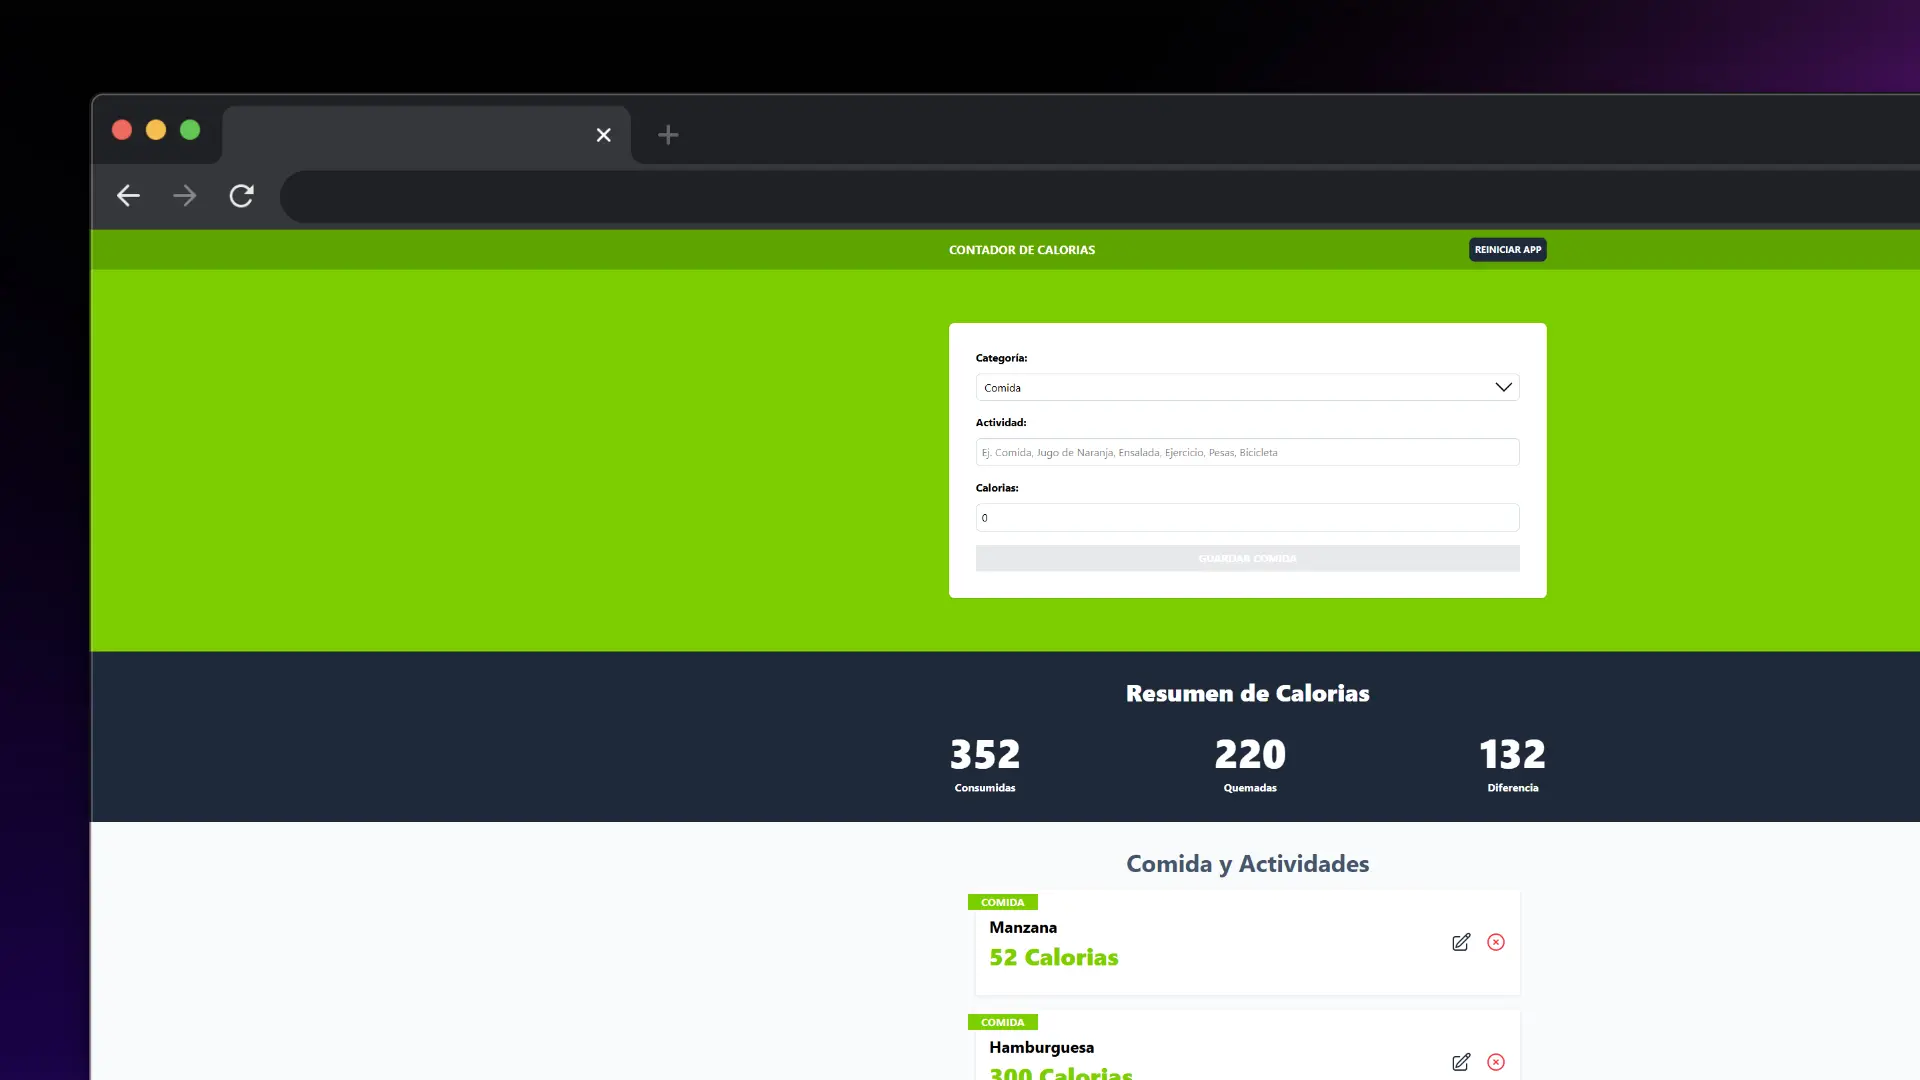 CONTADOR DE CALORIAS
REINICIAR APP
Categoría:
Comida
Actividad:
Ej. Comida, Jugo de Naranja, Ensalada, Ejercicio, Pesas, Bicicleta
Calorias:
0
GUARDAR COMIDA
Resumen de Calorias
352 220 132
Consumidas Quemadas Diferencia
Comida y Actividades
COMIDA
Manzana
52 Calorias
COMIDA
Hamburguesa
300 Calorias